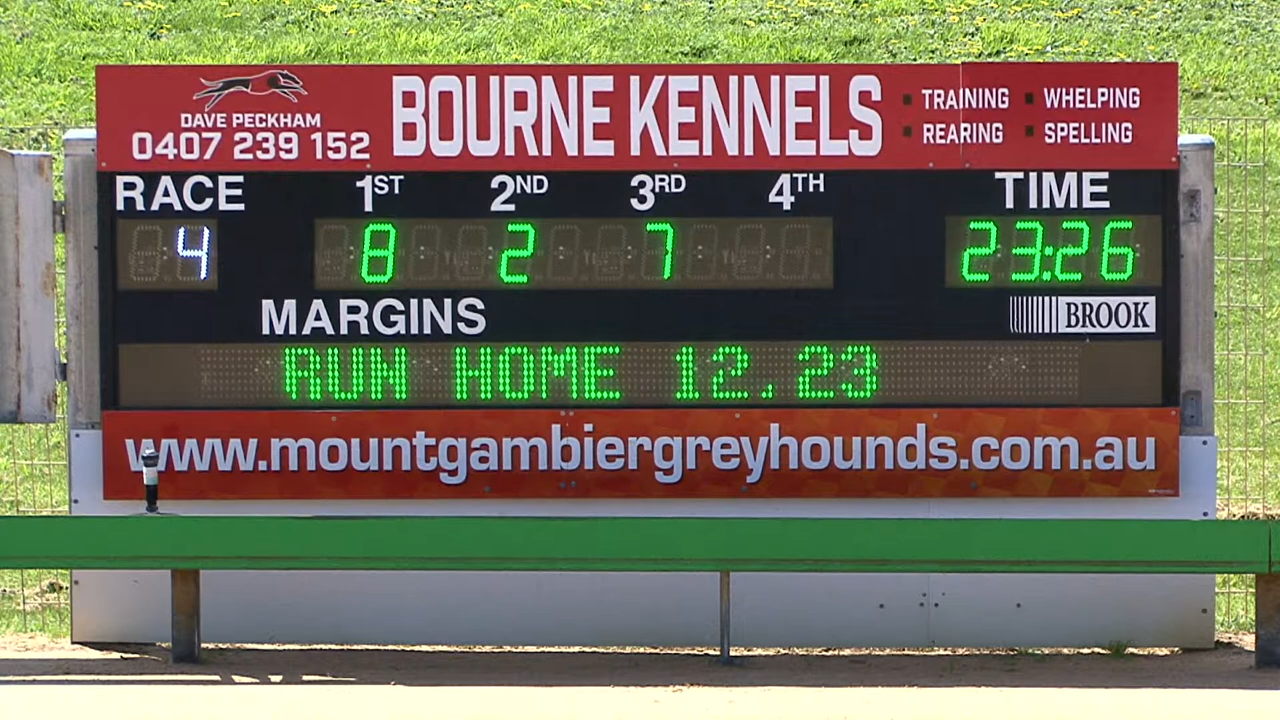 DAVE PECKHAM
0407 239 152
BOURNE KENNELS
TRAINING WHELPING
REARING SPELLING
RACE 1ST 2ND 3RD 4TH TIME
4 8 2 7 23:26
MARGINS
BROOK
RUN HOME 12.23
www.mountgambiergreyhounds.com.au